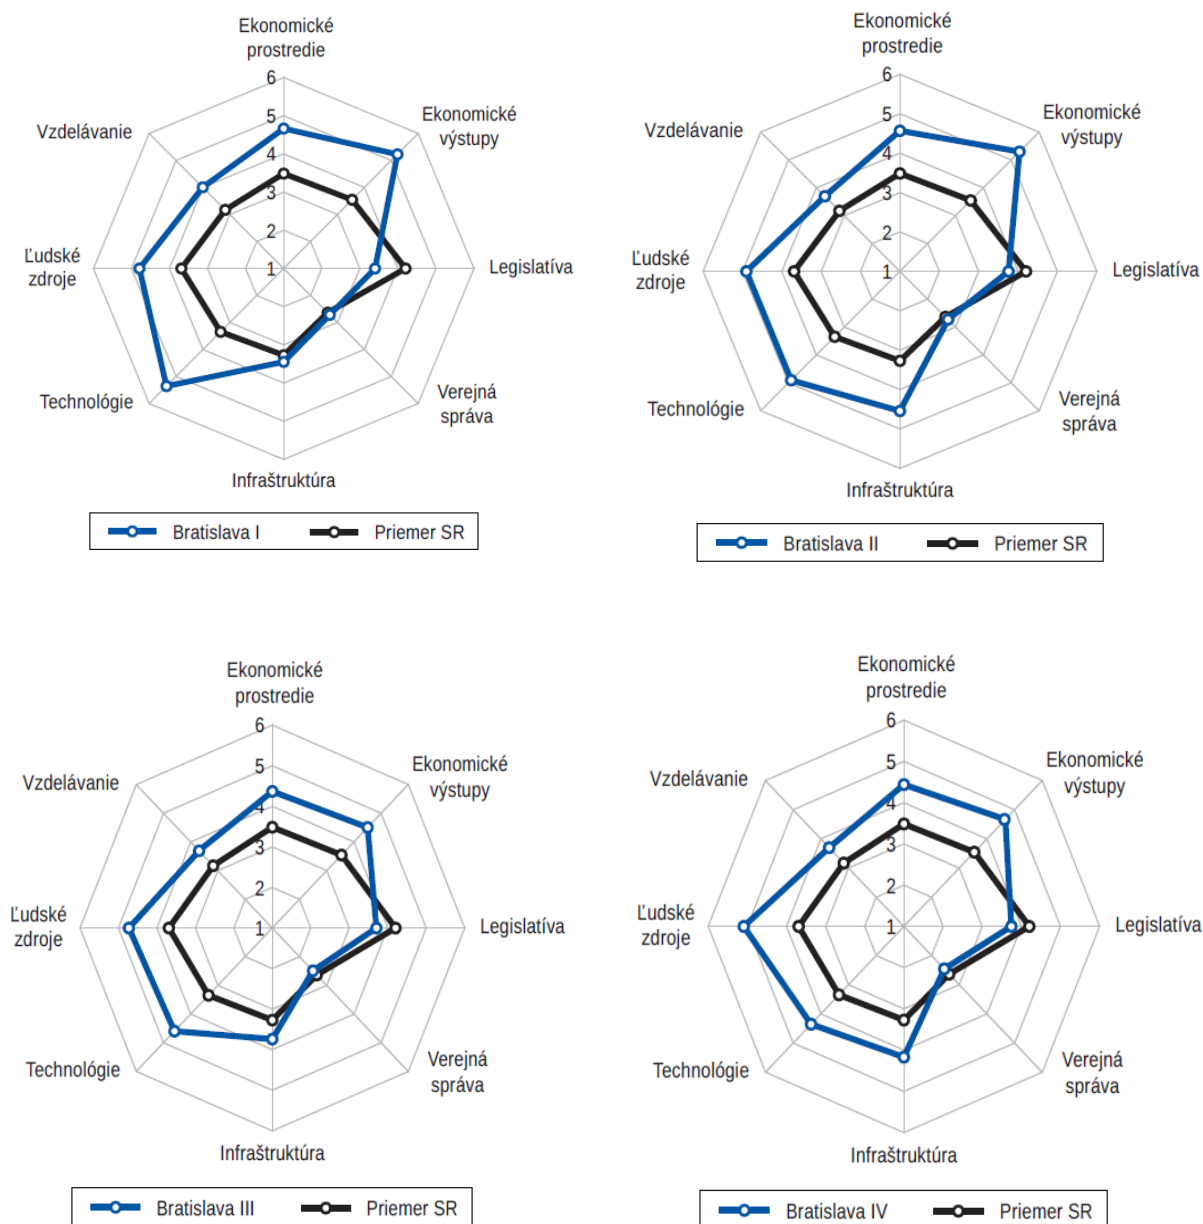 Ekonomické
prostredie
6
5
4
3
2
1
Ekonomické
výstupy
Legislatíva
Verejná
správa
Infraštruktúra
Technológie
Ľudské
zdroje
Vzdelávanie
Bratislava I
Priemer SR
Ekonomické
prostredie
6
5
4
3
2
1
Ekonomické
výstupy
Legislatíva
Verejná
správa
Infraštruktúra
Technológie
Ľudské
zdroje
Vzdelávanie
Bratislava II
Priemer SR
Ekonomické
prostredie
6
5
4
3
2
1
Ekonomické
výstupy
Legislatíva
Verejná
správa
Infraštruktúra
Technológie
Ľudské
zdroje
Vzdelávanie
Bratislava III
Priemer SR
Ekonomické
prostredie
6
5
4
3
2
1
Ekonomické
výstupy
Legislatíva
Verejná
správa
Infraštruktúra
Technológie
Ľudské
zdroje
Vzdelávanie
Bratislava IV
Priemer SR